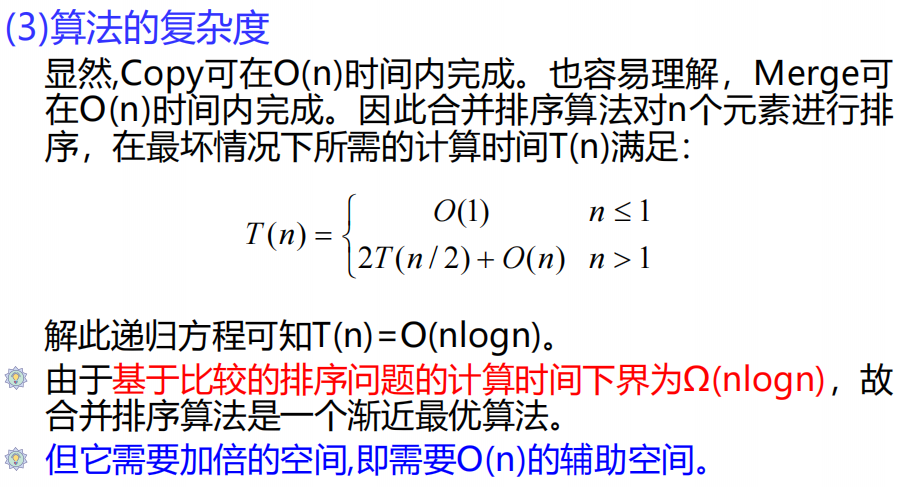 (3)算法的复杂度
显然,Copy可在O(n)时间内完成。也容易理解，Merge可
在O(n)时间内完成。因此合并排序算法对n个元素进行排
序，在最坏情况下所需的计算时间T(n)满足：
T(n) = { O(1) n ≤ 1
2T(n/2) + O(n) n > 1
解此递归方程可知T(n)=O(nlogn)。
由于基于比较的排序问题的计算时间下界为Ω(nlogn)，故
合并排序算法是一个渐近最优算法。
但它需要加倍的空间,即需要O(n)的辅助空间。